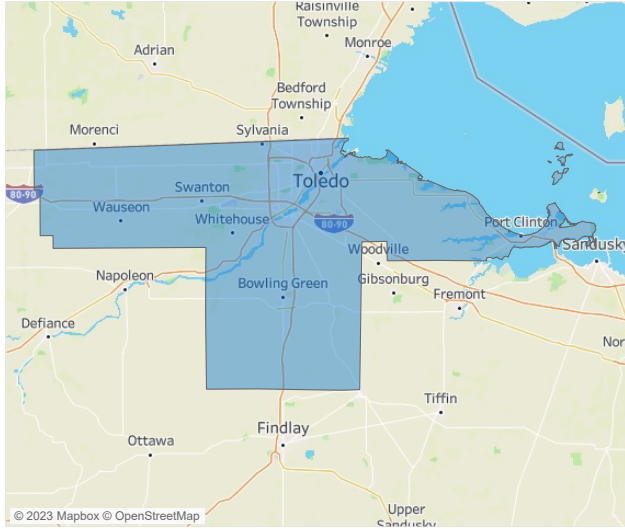 Raisinville
Township
Adrian
Monroe
Bedford
Township
Morenci
Sylvania
Toledo
80-90
Swanton
Wauseon
Whitehouse
80-90
Port Clinton
Sandusky
Woodville
Napoleon
Bowling Green
Gibsonburg
Fremont
Defiance
Nor
Tiffin
Findlay
Ottawa
Upper
Sandusky
© 2023 Mapbox © OpenStreetMap